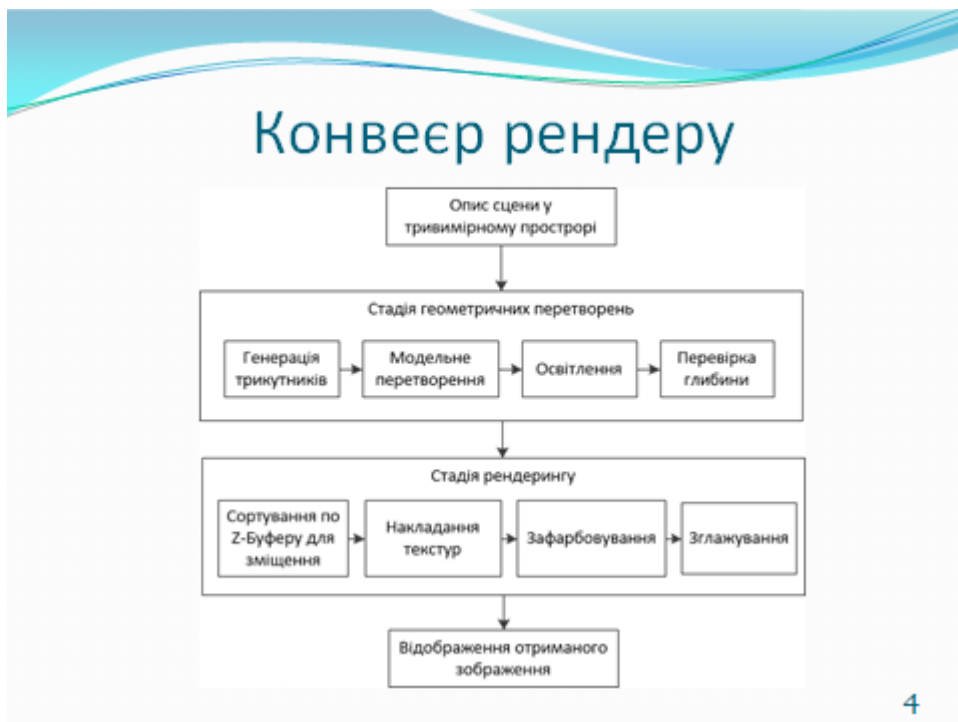 Конвеєр рендеру
Опис сцени у
тривимірному прострорі
Стадія геометричних перетворень
Генерація
трикутників
Модельне
перетворення
Освітлення
Перевірка
глибини
Стадія рендерингу
Сортування по
Z-Буферу для
зміщення
Накладання
текстур
Зафарбовування
Зглажування
Відображення отриманого
зображення
4